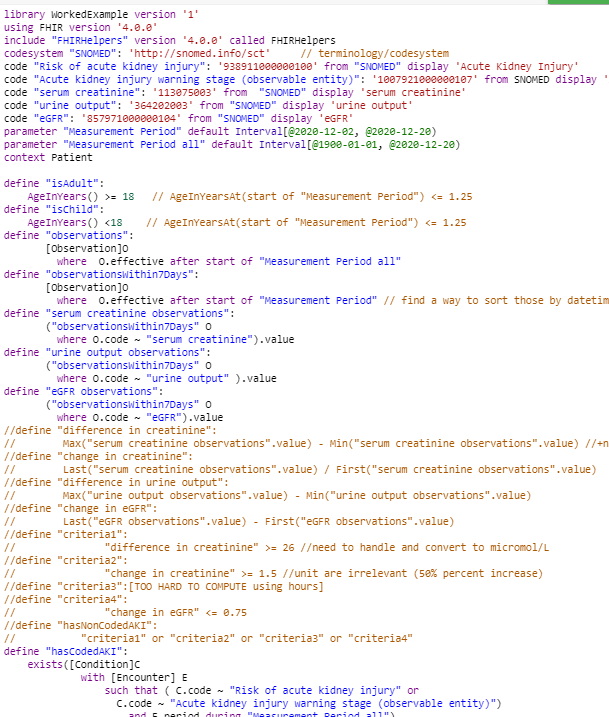 library WorkedExample version '1'
using FHIR version '4.0.0'
include "FHIRHelpers" version '4.0.0' called FHIRHelpers
codesystem "SNOMED": 'http://snomed.info/sct'     // terminology/codesystem
code "Risk of acute kidney injury": '938911000000100' from "SNOMED" display 'Acute Kidney Injury'
code "Acute kidney injury warning stage (observable entity)": '1007921000000107' from SNOMED display '
code "serum creatinine": '113075003' from  "SNOMED" display 'serum creatinine'
code "urine output": '364202003' from "SNOMED" display 'urine output'
code "eGFR": '857971000000104' from "SNOMED" display 'eGFR'
parameter "Measurement Period" default Interval[@2020-12-02, @2020-12-20)
parameter "Measurement Period all" default Interval[@1900-01-01, @2020-12-20)
context Patient
define "isAdult":
    AgeInYears() >= 18   // AgeInYearsAt(start of "Measurement Period") <= 1.25
define "isChild":
    AgeInYears() <18    // AgeInYearsAt(start of "Measurement Period") <= 1.25
define "observations":
       [Observation]O
         where  O.effective after start of "Measurement Period all"
define "observationsWithin7Days":
       [Observation]O
         where  O.effective after start of "Measurement Period" // find a way to sort those by datetim
define "serum creatinine observations":
       ("observationsWithin7Days" O
         where O.code ~ "serum creatinine").value
define "urine output observations":
       ("observationsWithin7Days" O
         where O.code ~ "urine output" ).value
define "eGFR observations":
       ("observationsWithin7Days" O
         where O.code ~ "eGFR").value
//define "difference in creatinine":
//        Max("serum creatinine observations".value) - Min("serum creatinine observations".value) //+n
//define "change in creatinine":
//        Last("serum creatinine observations".value) / First("serum creatinine observations".value)
//define "difference in urine output":
//        Max("urine output observations".value) - Min("urine output observations".value)
//define "change in eGFR":
//        Last("eGFR observations".value) - First("eGFR observations".value)
//define "criteria1":
//               "difference in creatinine" >= 26 //need to handle and convert to micromol/L
//define "criteria2":
//               "change in creatinine" >= 1.5 //unit are irrelevant (50% percent increase)
//define "criteria3":[TOO HARD TO COMPUTE using hours]
//define "criteria4":
//               "change in eGFR" <= 0.75
//define "hasNonCodedAKI":
//           "criteria1" or "criteria2" or "criteria3" or "criteria4"
define "hasCodedAKI":
    exists([Condition]C
             with [Encounter] E
                 such that ( C.code ~ "Risk of acute kidney injury" or
                   C.code ~ "Acute kidney injury warning stage (observable entity)")
                     and E.period during "Measurement Period all")